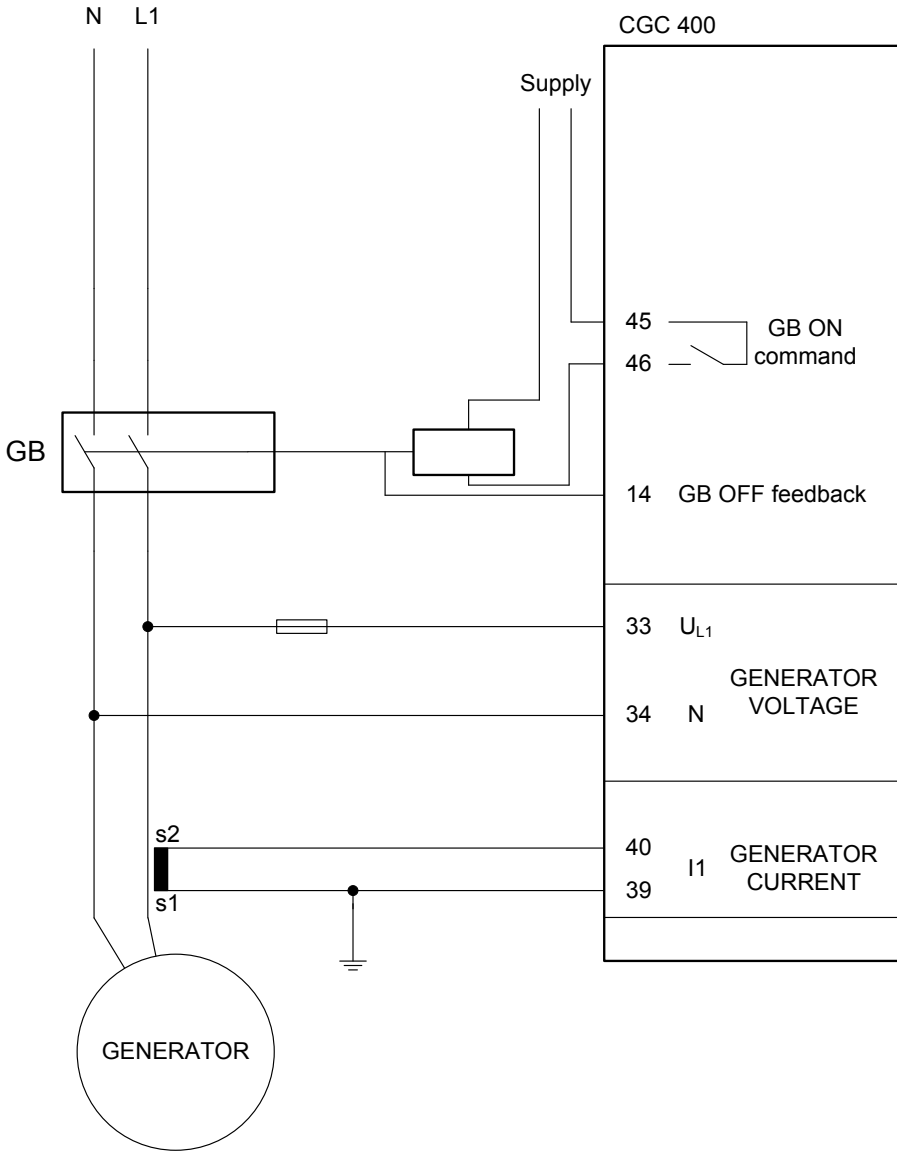 N L1
CGC 400
Supply
45
GB ON
command
46
GB
14 GB OFF feedback
33 UL1
GENERATOR
VOLTAGE
34 N
s2
s1
40
39
I1
GENERATOR
CURRENT
GENERATOR